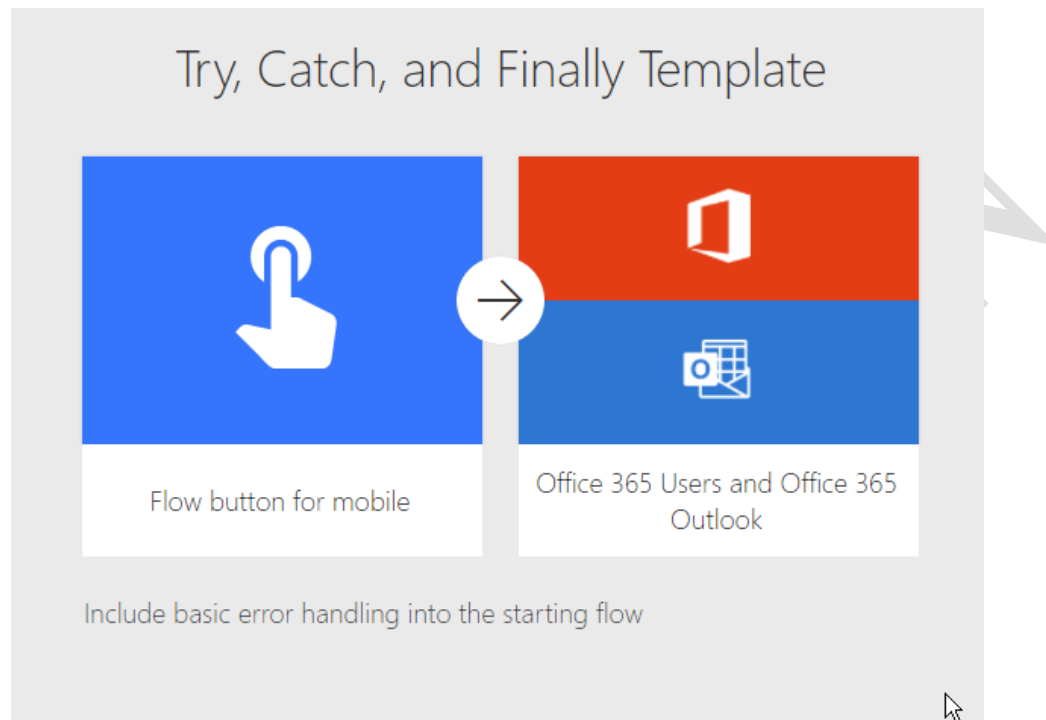 Try, Catch, and Finally Template
Flow button for mobile
Office 365 Users and Office 365
Outlook
Include basic error handling into the starting flow